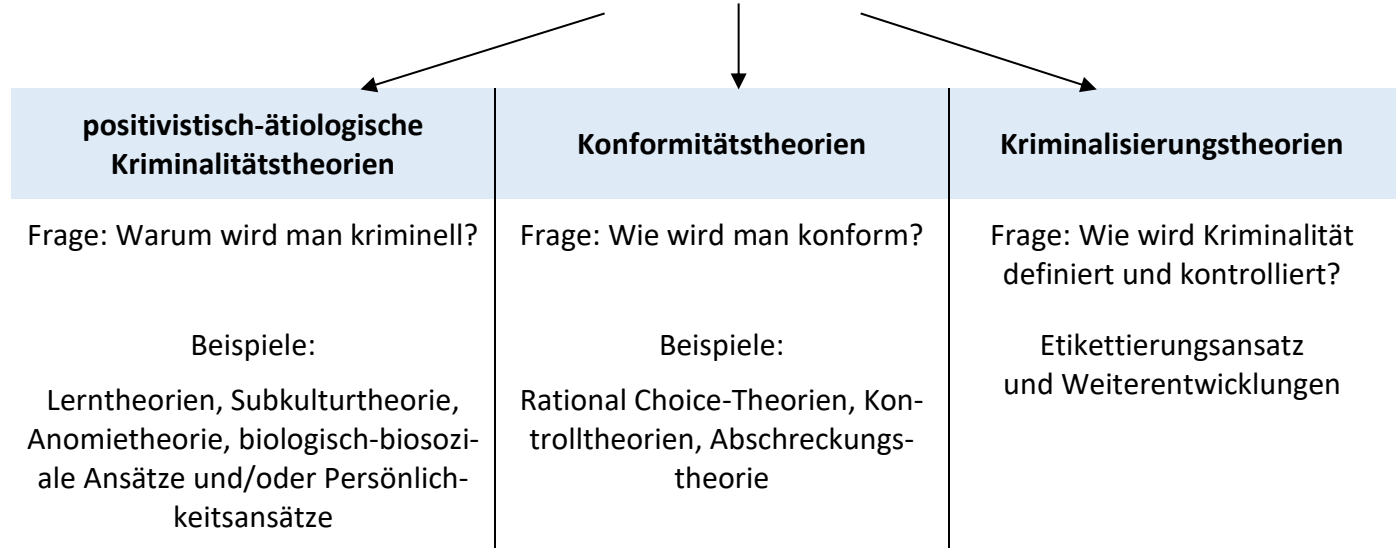 positivistisch-ätiologische
Kriminalitätstheorien
Frage: Warum wird man kriminell?
Beispiele:
Lerntheorien, Subkulturtheorie,
Anomietheorie, biologisch-biosozi-
ale Ansätze und/oder Persönlich-
keitsansätze
Konformitätstheorien
Frage: Wie wird man konform?
Beispiele:
Rational Choice-Theorien, Kon-
trolltheorien, Abschreckungs-
theorie
Kriminalisierungstheorien
Frage: Wie wird Kriminalität
definiert und kontrolliert?
Etikettierungsansatz
und Weiterentwicklungen